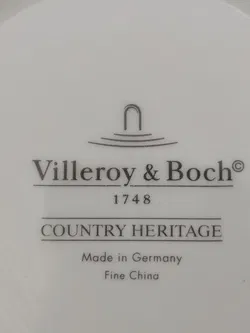 Villeroy & Boch©
1748
COUNTRY HERITAGE
Made in Germany
Fine China